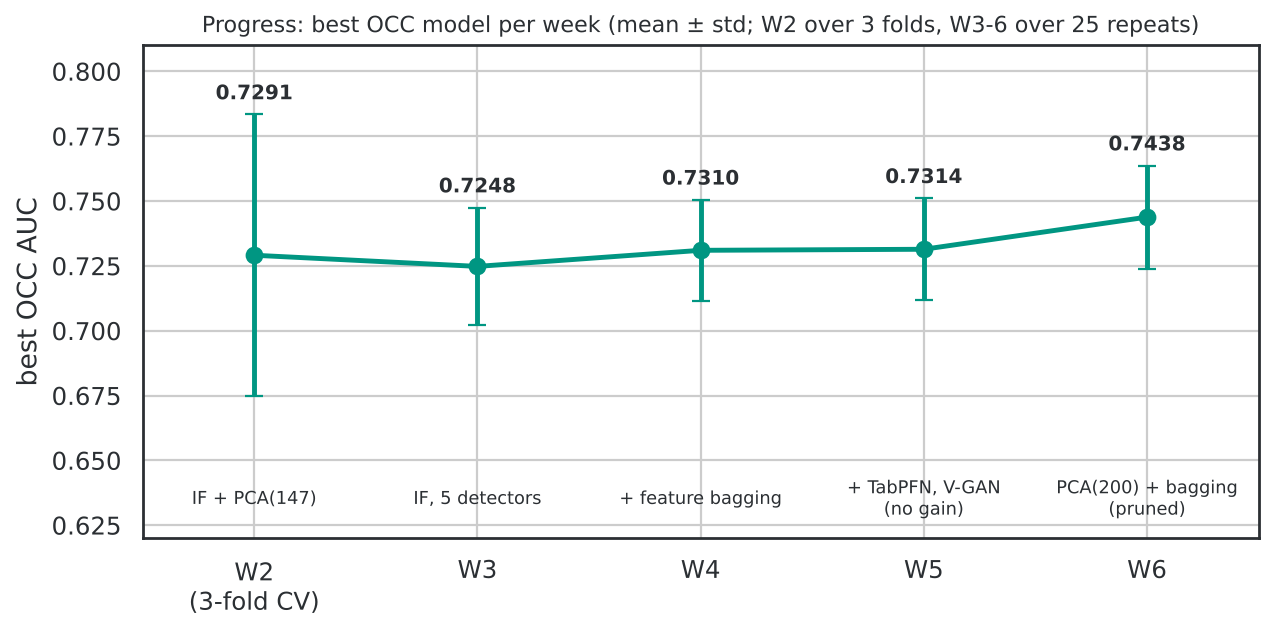 Progress: best OCC model per week (mean ± std; W2 over 3 folds, W3-6 over 25 repeats)
best OCC AUC
0.800
0.775
0.750
0.725
0.700
0.675
0.650
0.625
0.7291
0.7248
0.7310
0.7314
0.7438
IF + PCA(147)
IF, 5 detectors
+ feature bagging
+ TabPFN, V-GAN
(no gain)
PCA(200) + bagging
(pruned)
W2
(3-fold CV)
W3
W4
W5
W6